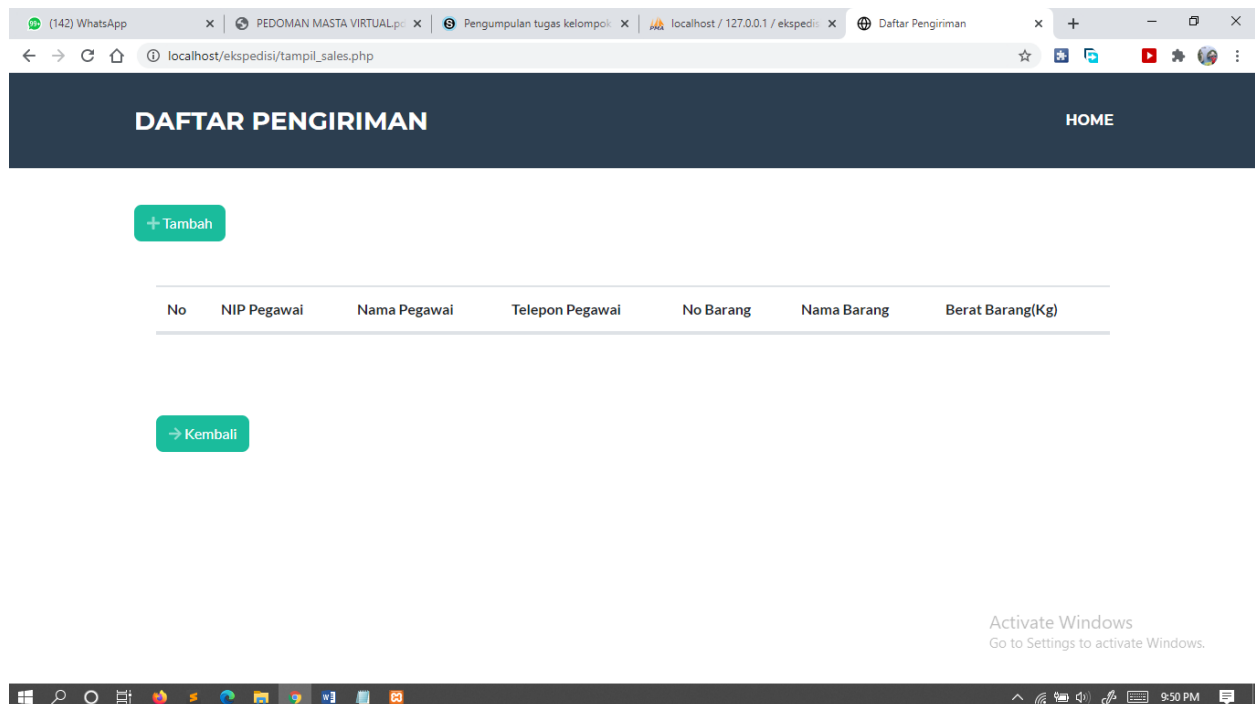 99+ (142) WhatsApp PEDOMAN MASTA VIRTUAL.pd Pengumpulan tugas kelompok localhost / 127.0.0.1 / ekspedis Daftar Pengiriman
localhost/ekspedisi/tampil_sales.php
DAFTAR PENGIRIMAN HOME
+ Tambah
No NIP Pegawai Nama Pegawai Telepon Pegawai No Barang Nama Barang Berat Barang(Kg)
→ Kembali
Activate Windows
Go to Settings to activate Windows.
9:50 PM